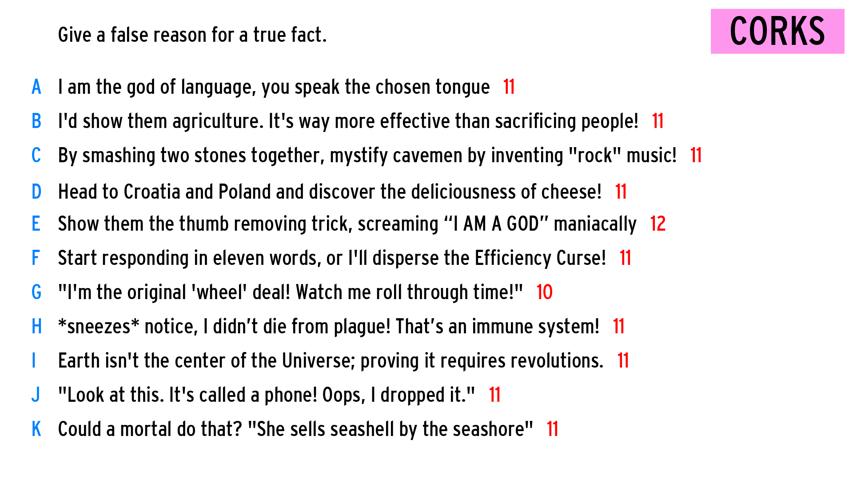 Give a false reason for a true fact.
CORKS
A I am the god of language, you speak the chosen tongue 11
B I'd show them agriculture. It's way more effective than sacrificing people! 11
C By smashing two stones together, mystify cavemen by inventing "rock" music! 11
D Head to Croatia and Poland and discover the deliciousness of cheese! 11
E Show them the thumb removing trick, screaming “I AM A GOD” maniacally 12
F Start responding in eleven words, or I'll disperse the Efficiency Curse! 11
G "I'm the original 'wheel' deal! Watch me roll through time!" 10
H *sneezes* notice, I didn’t die from plague! That’s an immune system! 11
I Earth isn't the center of the Universe; proving it requires revolutions. 11
J "Look at this. It's called a phone! Oops, I dropped it." 11
K Could a mortal do that? "She sells seashell by the seashore" 11